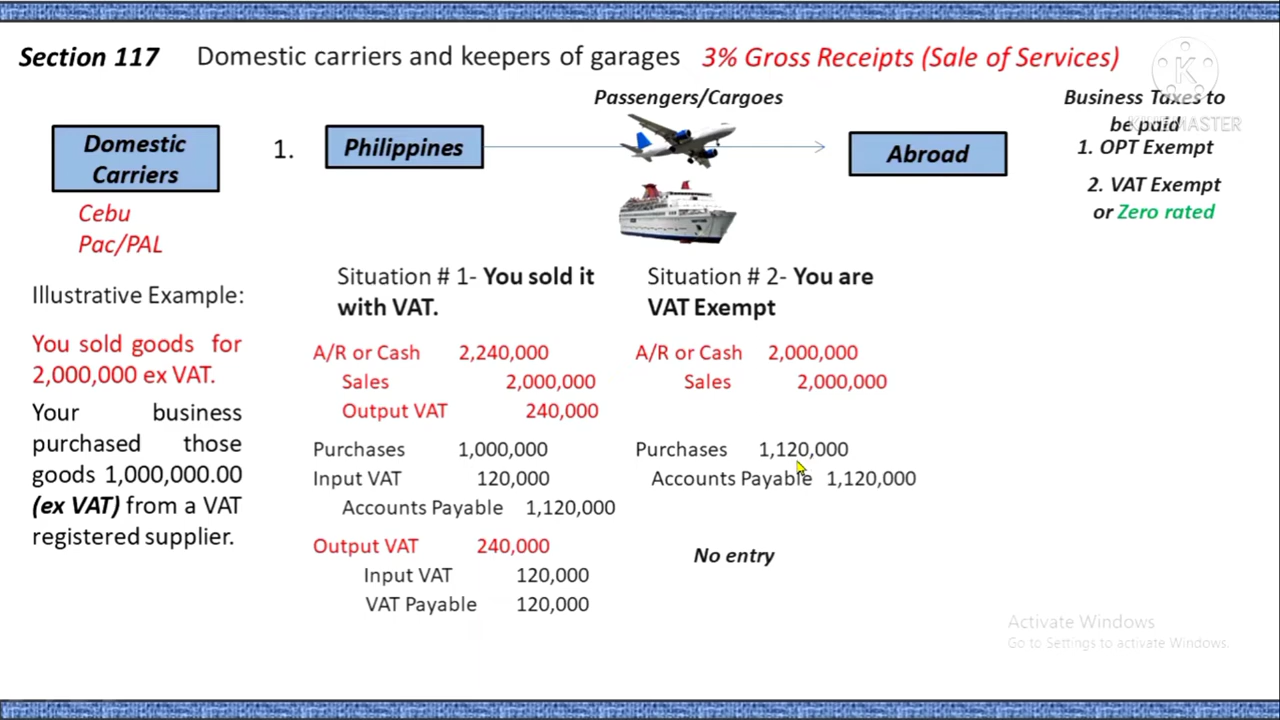 Section 117 Domestic carriers and keepers of garages 3% Gross Receipts (Sale of Services)
K
KINEMASTER
Passengers/Cargoes
Business Taxes to
be paid
1. OPT Exempt
2. VAT Exempt
or Zero rated
Domestic
Carriers
1.
Philippines
Abroad
Cebu
Pac/PAL
Illustrative Example:
You sold goods for
2,000,000 ex VAT.
Your business
purchased those
goods 1,000,000.00
(ex VAT) from a VAT
registered supplier.
Situation # 1- You sold it
with VAT.
A/R or Cash 2,240,000
Sales 2,000,000
Output VAT 240,000
Purchases 1,000,000
Input VAT 120,000
Accounts Payable 1,120,000
Output VAT 240,000
Input VAT 120,000
VAT Payable 120,000
Situation # 2- You are
VAT Exempt
A/R or Cash 2,000,000
Sales 2,000,000
Purchases 1,120,000
Accounts Payable 1,120,000
No entry
Activate Windows
Go to Settings to activate Windows.